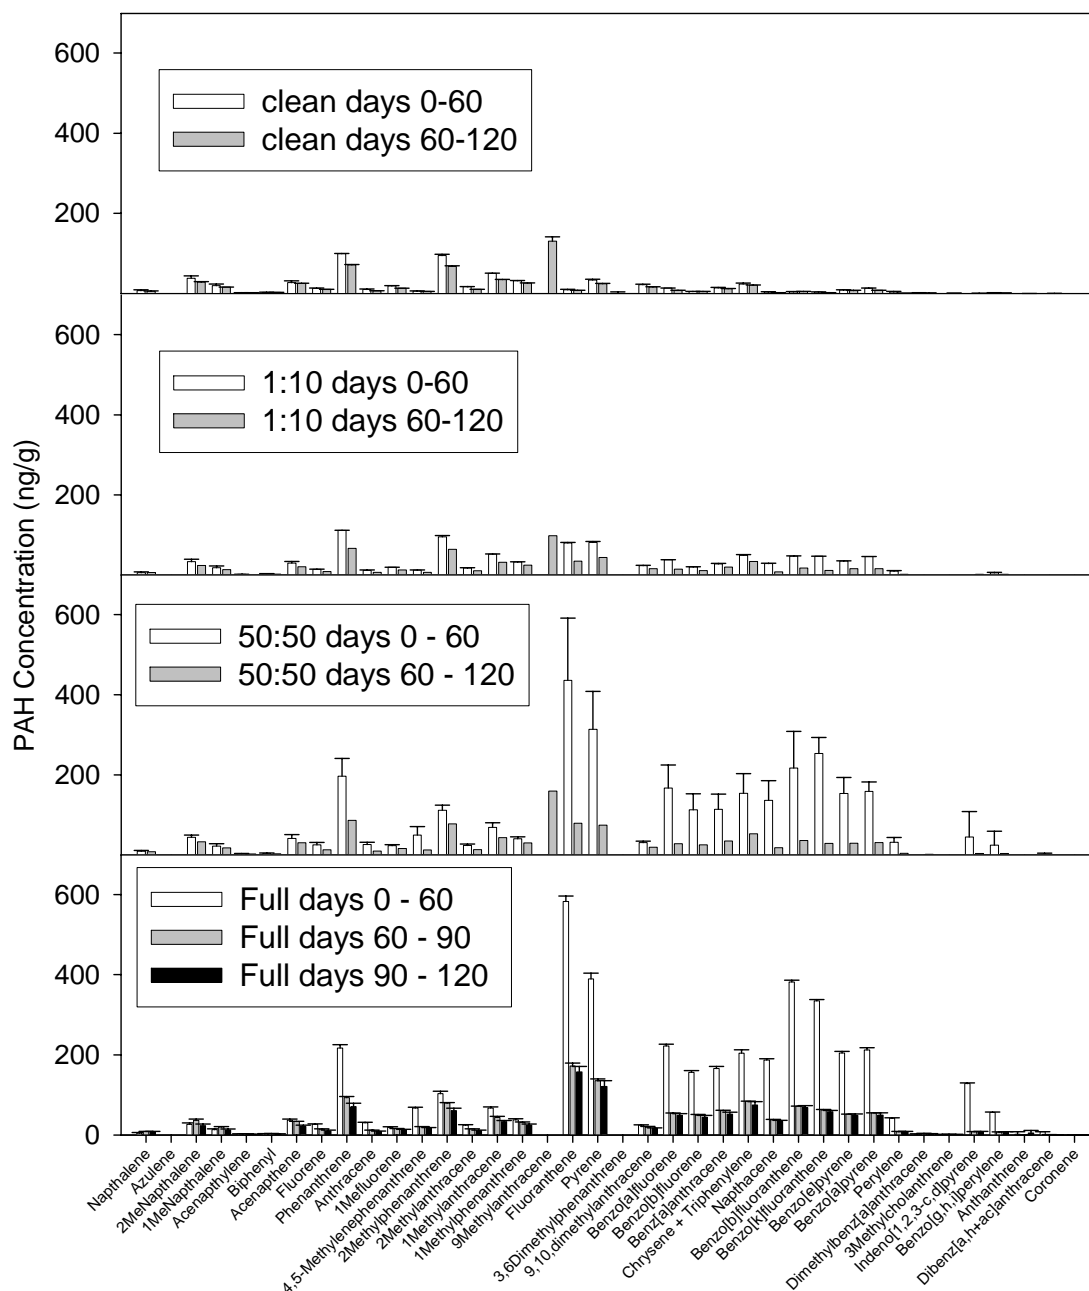 PAH Concentration (ng/g)
600
400
200
clean days 0-60
clean days 60-120
600
400
200
1:10 days 0-60
1:10 days 60-120
600
400
200
50:50 days 0 - 60
50:50 days 60 - 120
600
400
200
0
Full days 0 - 60
Full days 60 - 90
Full days 90 - 120
Napthalene
Azulene
2MeNapthalene
1MeNapthalene
Acenapthylene
Biphenyl
Acenapthene
Fluorene
Phenanthrene
Anthracene
1Mefluorene
4,5-Methylenephenanthrene
2Methylphenanthrene
2Methylanthracene
1Methylanthracene
1Methylphenanthrene
9Methylanthracene
Fluoranthene
Pyrene
3,6Dimethylphenanthrene
9,10,dimethylanthracene
Benzo[a]fluorene
Benzo[b]fluorene
Benz[a]anthracene
Chrysene + Triphenylene
Napthacene
Benzo[b]fluoranthene
Benzo[k]fluoranthene
Benzo[e]pyrene
Benzo[a]pyrene
Perylene
Dimethylbenz[a]anthracene
3Methylcholanthrene
Indeno[1,2,3-c,d]pyrene
Benzo[g,h,i]perylene
Anthanthrene
Dibenz[a,h+ac]anthracene
Coronene